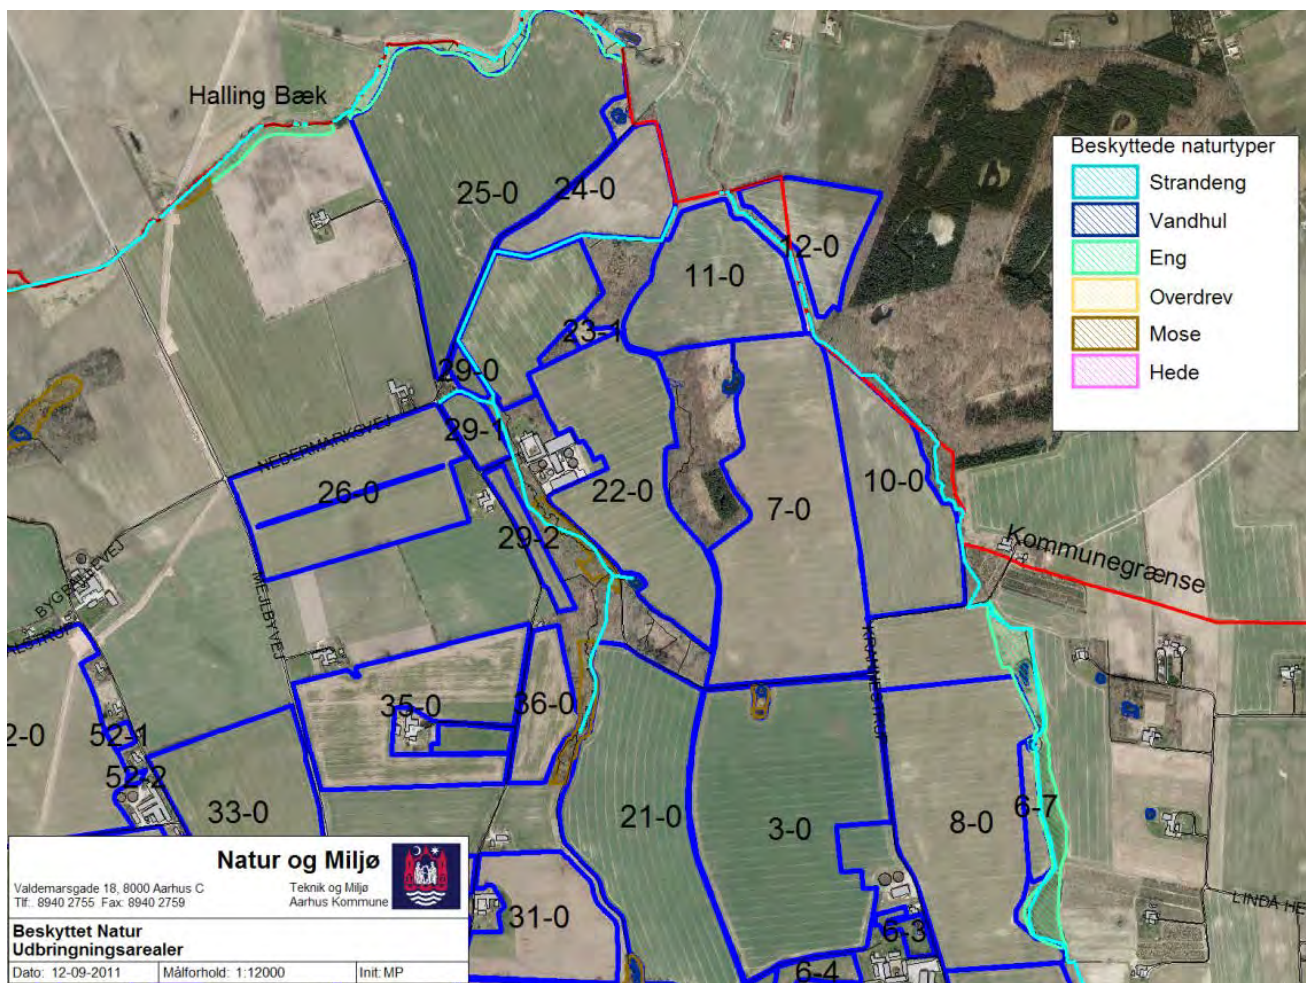 Halling Bæk
Beskyttede naturtyper
Strandeng
Vandhul
Eng
Overdrev
Mose
Hede
25-0
24-0
12-0
11-0
23-1
29-0
29-1
NEDERMARKSVEJ
26-0
22-0
7-0
10-0
29-2
Kommunegrænse
BYGBALLEVEJ
MEJLBYVEJ
KRANNESTRUP
35-0
36-0
2-0
52-1
52-2
33-0
21-0
3-0
8-0
6-7
LINDÅ HE
31-0
6-3
6-4
Natur og Miljø
Valdemarsgade 18, 8000 Aarhus C
Tlf.: 8940 2755 Fax: 8940 2759
Teknik og Miljø
Aarhus Kommune
Beskyttet Natur
Udbringningsarealer
Dato: 12-09-2011
Målforhold: 1:12000
Init: MP